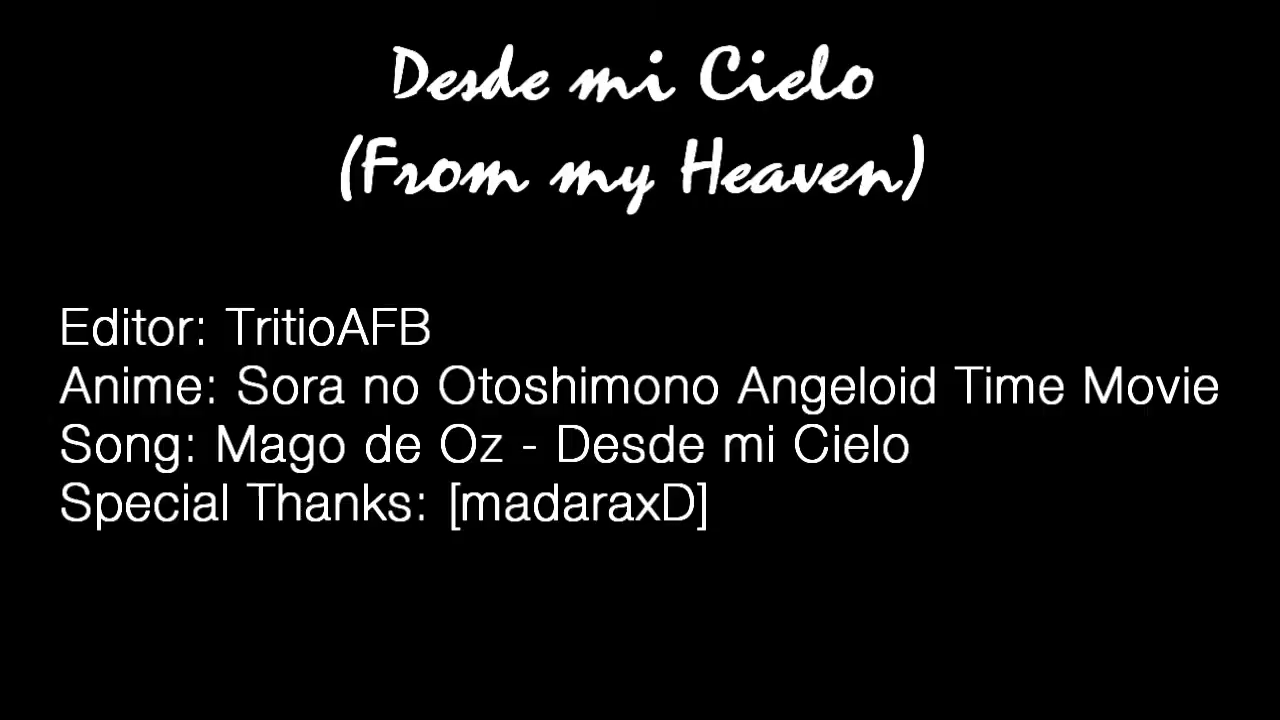 Desde mi Cielo
(From my Heaven)
Editor: TritioAFB
Anime: Sora no Otoshimono Angeloid Time Movie
Song: Mago de Oz - Desde mi Cielo
Special Thanks: [madaraxD]